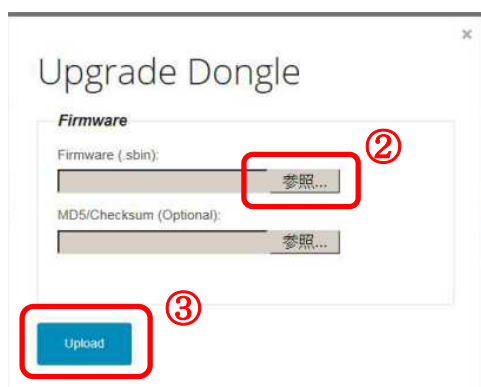 ×
Upgrade Dongle
Firmware
②
Firmware (.sbin):
参照...
MD5/Checksum (Optional):
参照...
③
Upload